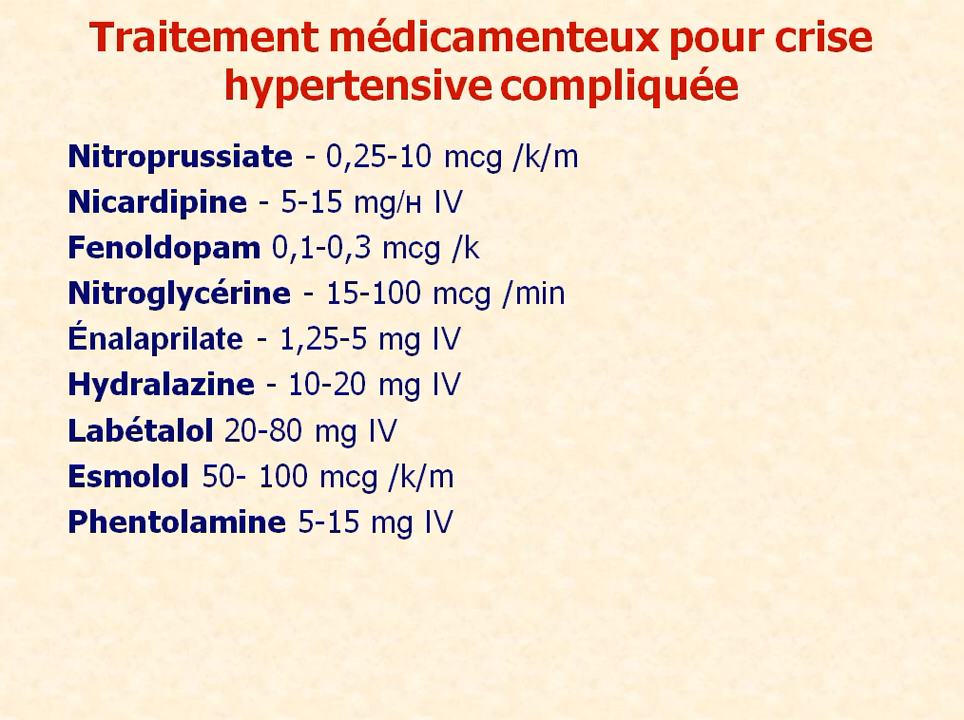 Traitement médicamenteux pour crise
hypertensive compliquée
Nitroprussiate - 0,25-10 mcg /k/m
Nicardipine - 5-15 mg/н IV
Fenoldopam 0,1-0,3 mcg /k
Nitroglycérine - 15-100 mcg /min
Énalaprilate - 1,25-5 mg IV
Hydralazine - 10-20 mg IV
Labétalol 20-80 mg IV
Esmolol 50- 100 mcg /k/m
Phentolamine 5-15 mg IV